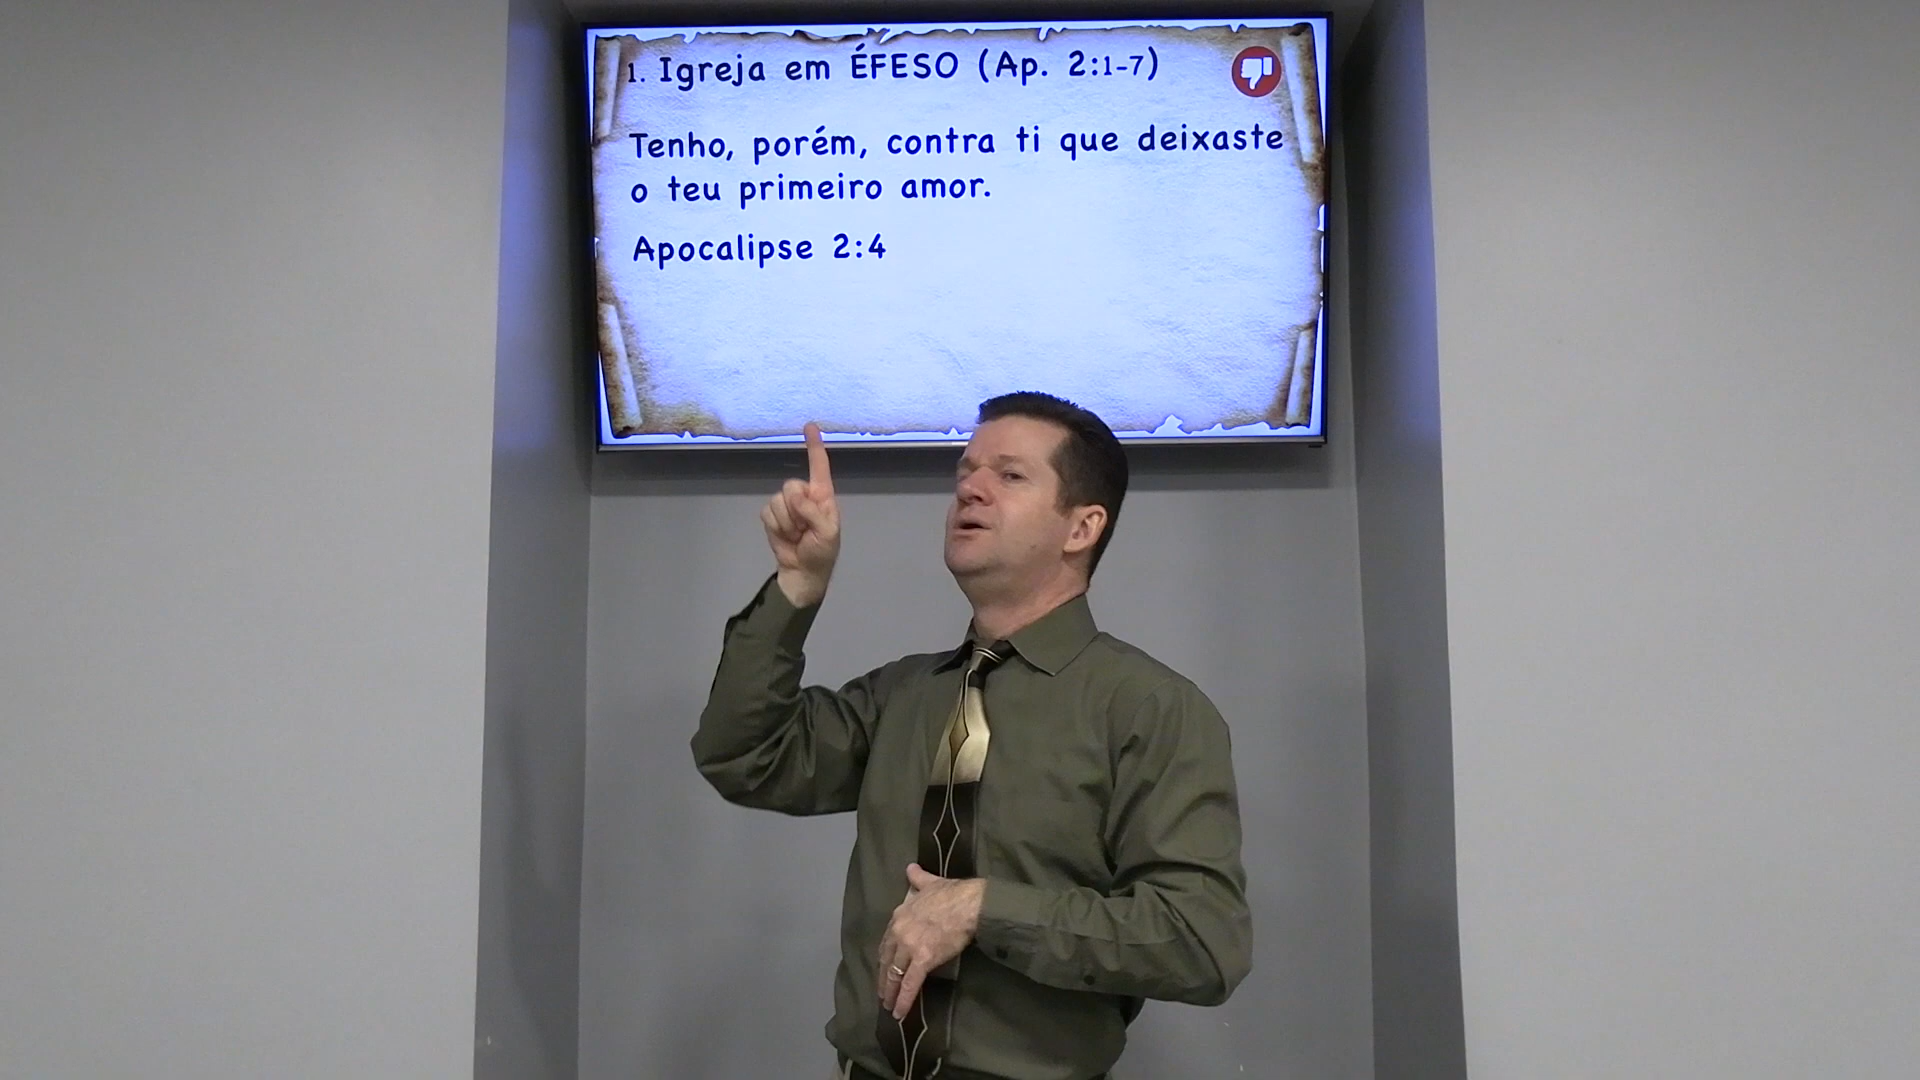 1. Igreja em ÉFESO (Ap. 2:1-7)
Tenho, porém, contra ti que deixaste
o teu primeiro amor.
Apocalipse 2:4